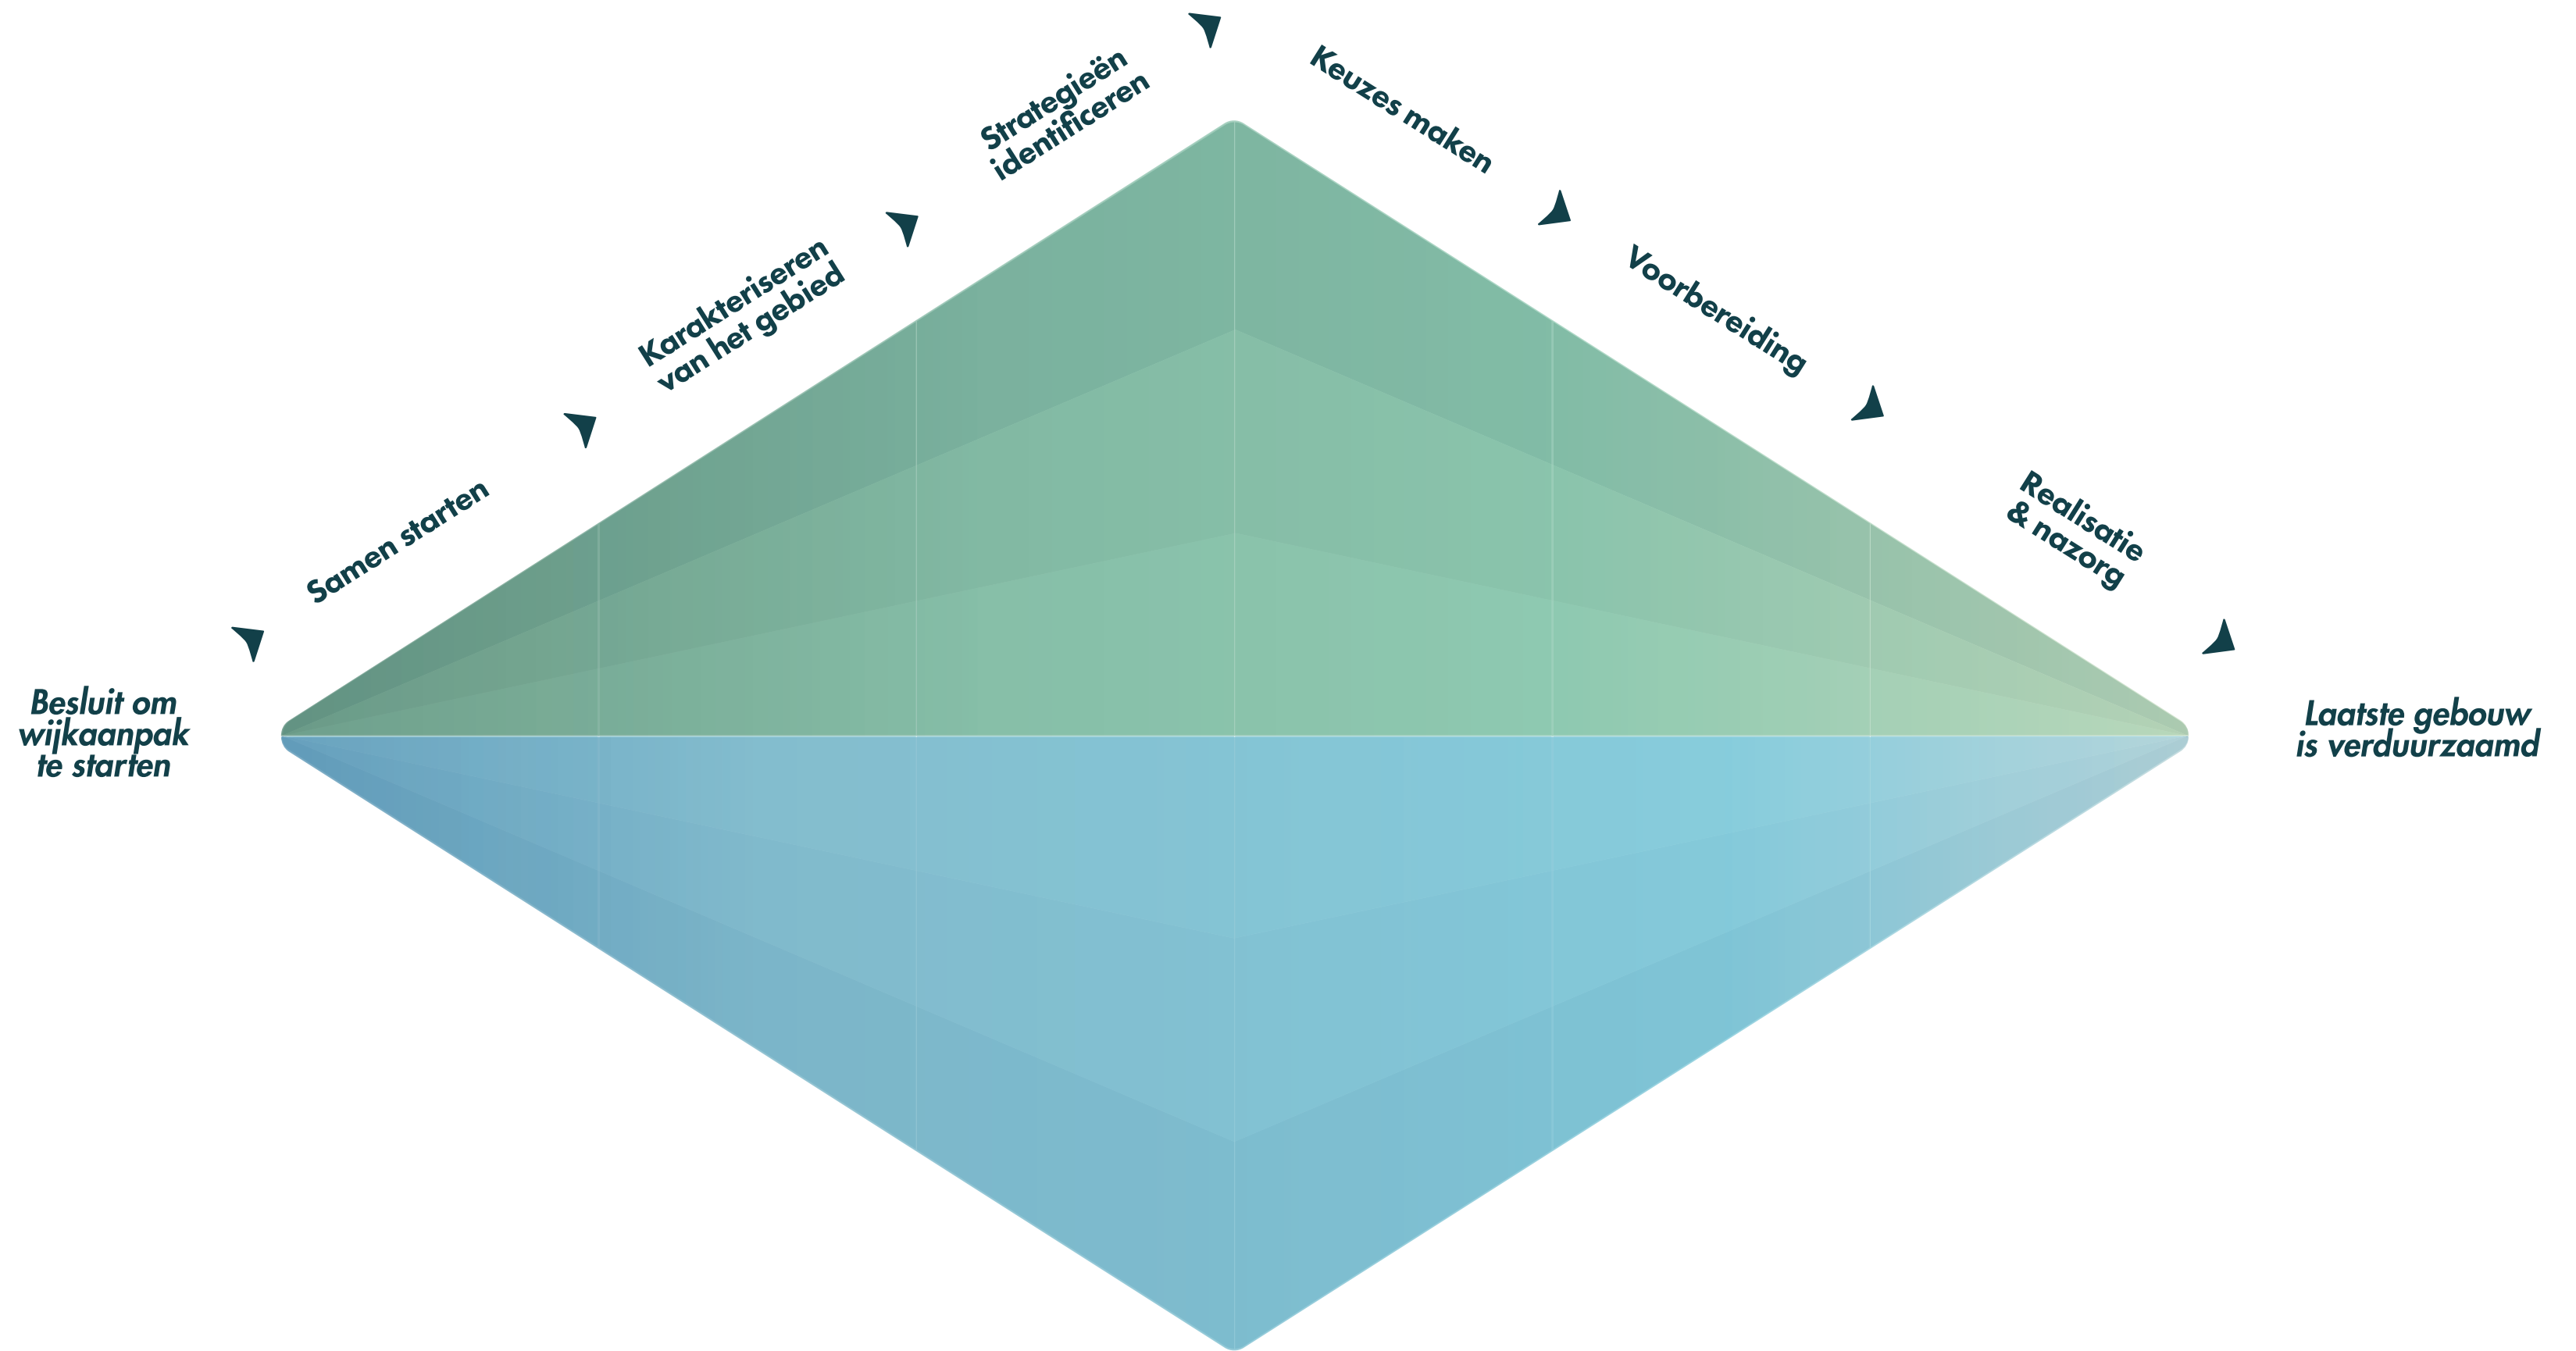 Besluit om
wijkaanpak
te starten
Samen starten
Karakteriseren
van het gebied
Strategieën
identificeren
Keuzes maken
Voorbereiding
Realisatie
& nazorg
Laatste gebouw
is verduurzaamd